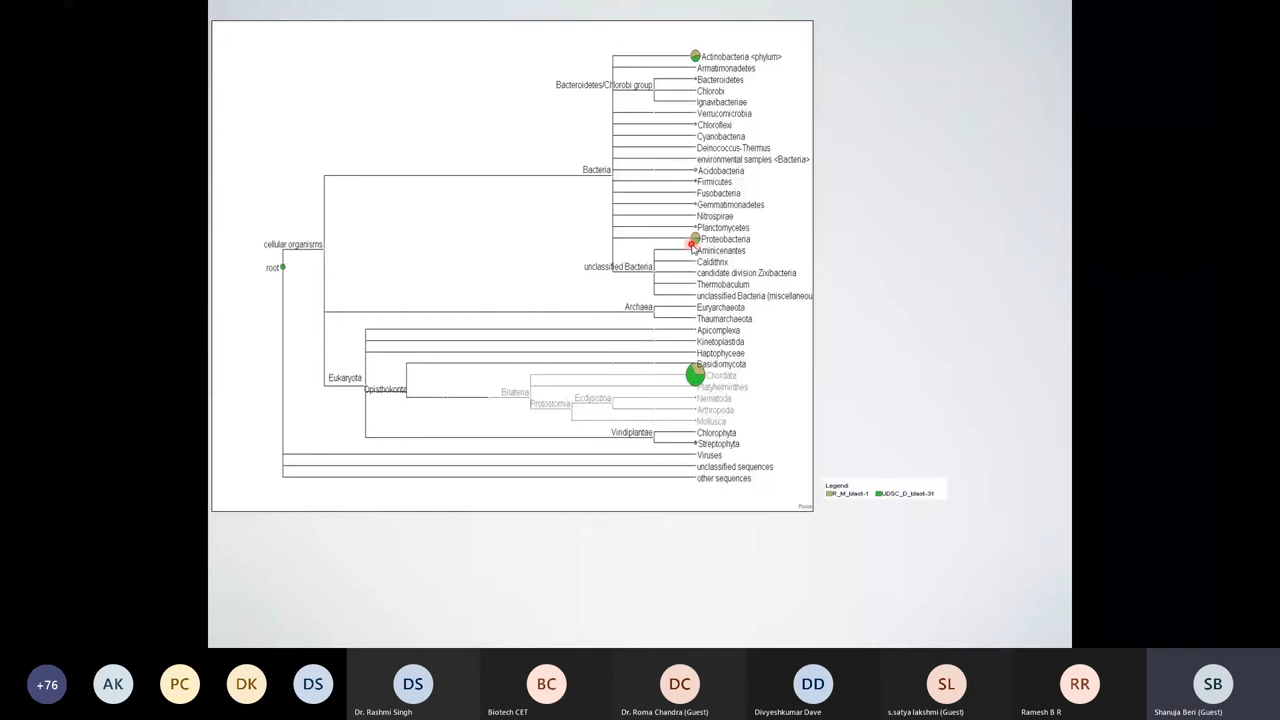 Actinobacteria <phylum>
Armatimonadetes
Bacteroidetes/Chlorobi group
Bacteroidetes
Chlorobi
Ignavibacteriae
Verrucomicrobia
Chloroflexi
Cyanobacteria
Deinococcus-Thermus
environmental samples <Bacteria>
Bacteria
Acidobacteria
Firmicutes
Fusobacteria
Gemmatimonadetes
Nitrospirae
Planctomycetes
Proteobacteria
cellular organisms
Aminicenantes
root
unclassified Bacteria
Caldithrix
candidate division Zixibacteria
Thermobaculum
unclassified Bacteria (miscellaneou
Archaea
Euryarchaeota
Thaumarchaeota
Apicomplexa
Kinetoplastida
Haptophyceae
Basidiomycota
Eukaryota
Chordata
Opisthokonta
Platyhelminthes
Bilateria
Ecdysozoa
Nematoda
Protostomia
Arthropoda
Mollusca
Viridiplantae
Chlorophyta
Streptophyta
Viruses
unclassified sequences
other sequences
Legend:
R_M_blast-1 UDSC_D_blast-31
+76 AK PC DK DS DS BC DC DD SL RR SB
Dr. Rashmi Singh Biotech CET Dr. Roma Chandra (Guest) Divyeshkumar Dave s.satya lakshmi (Guest) Ramesh B R Shanuja Beri (Guest)